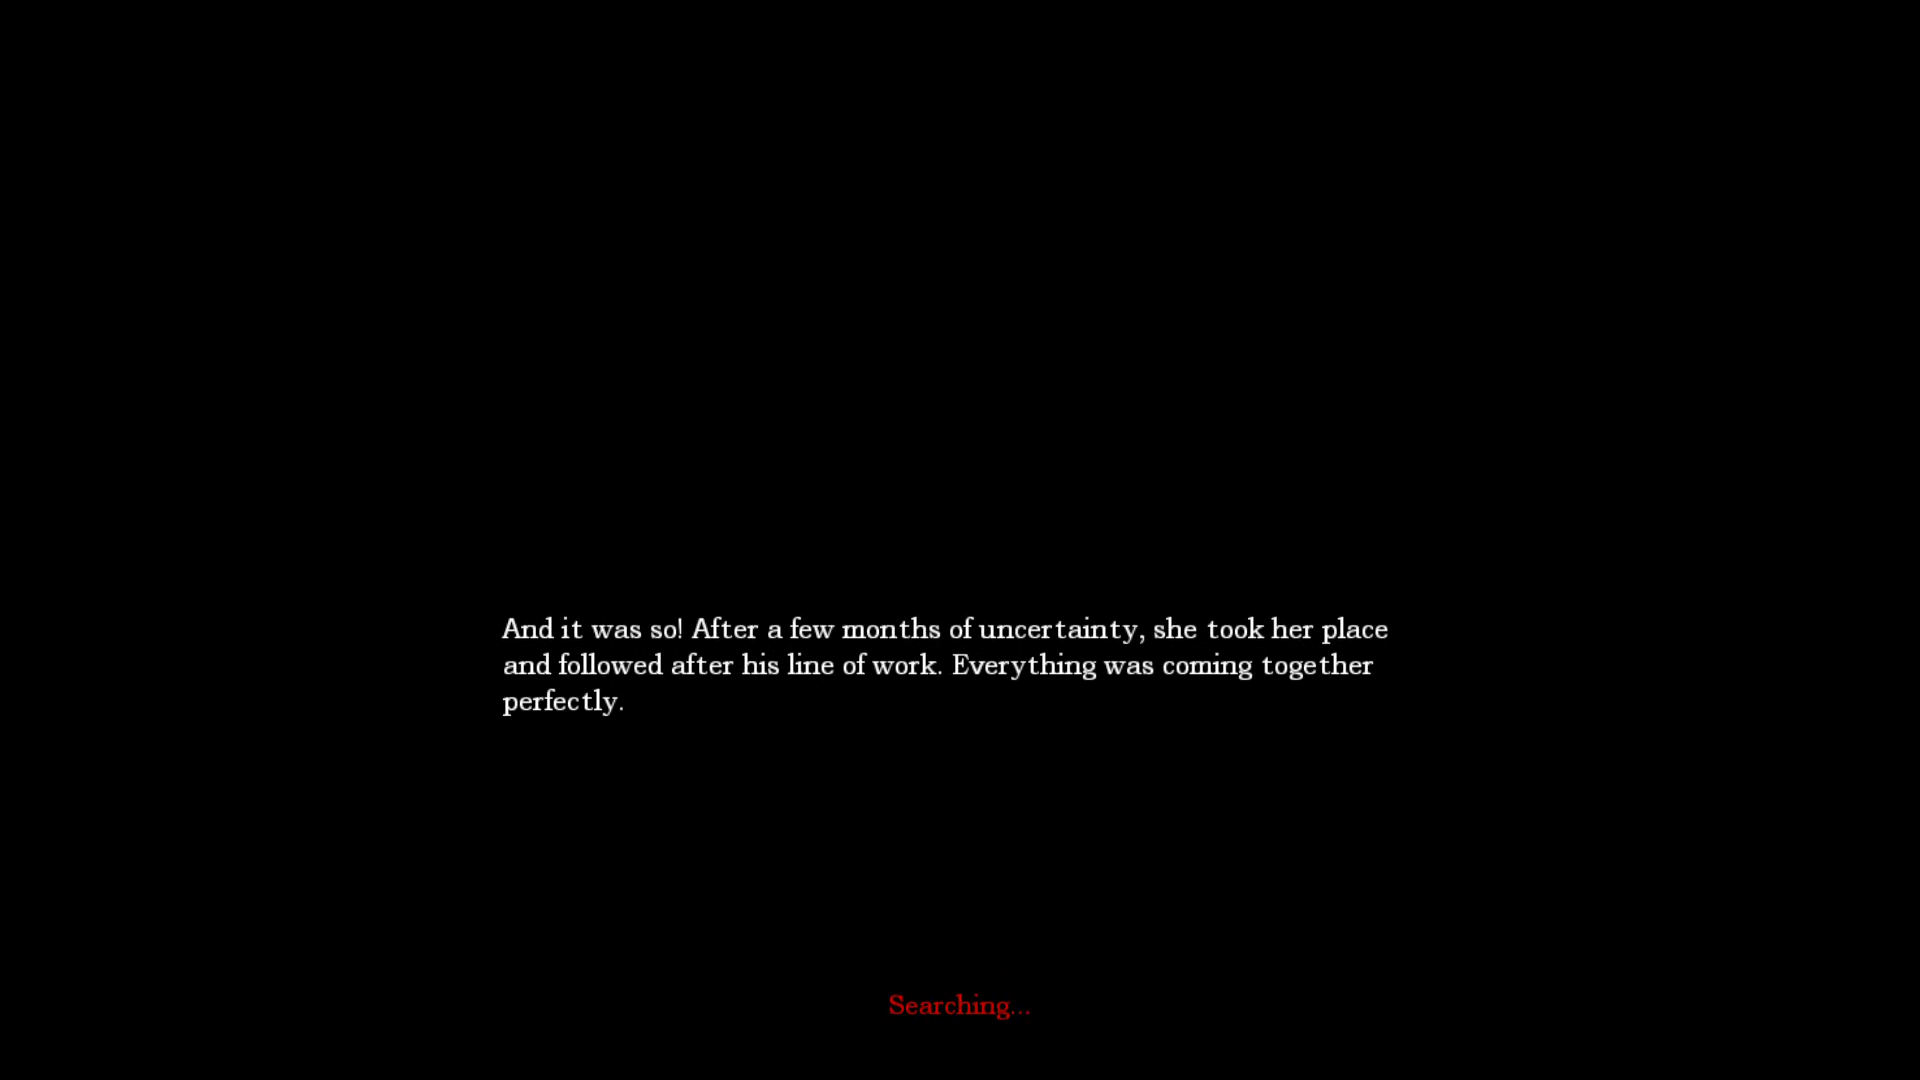 And it was so! After a few months of uncertainty, she took her place
and followed after his line of work. Everything was coming together
perfectly.
Searching...